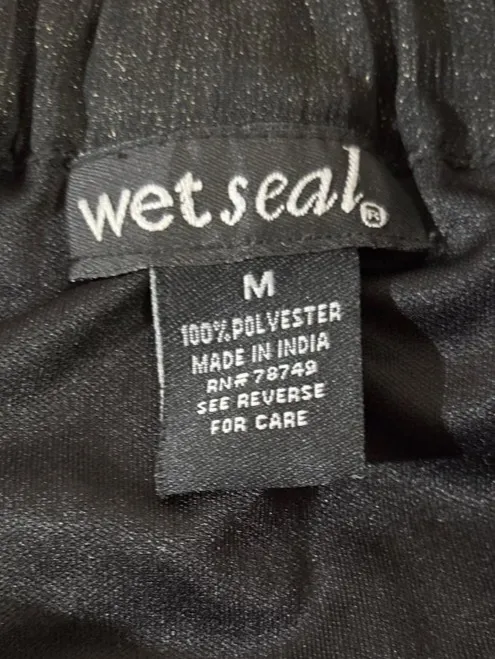 wet seal®
M
100% POLYESTER
MADE IN INDIA
RN# 78749
SEE REVERSE
FOR CARE